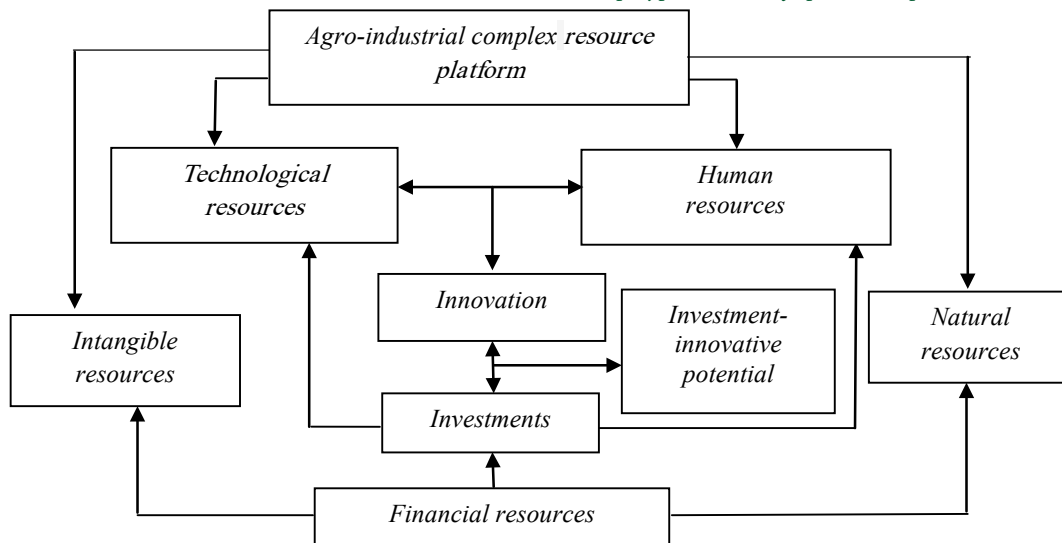 Agro-industrial complex resource
platform
Technological
resources
Human
resources
Innovation
Investment-
innovative
potential
Natural
resources
Intangible
resources
Investments
Financial resources